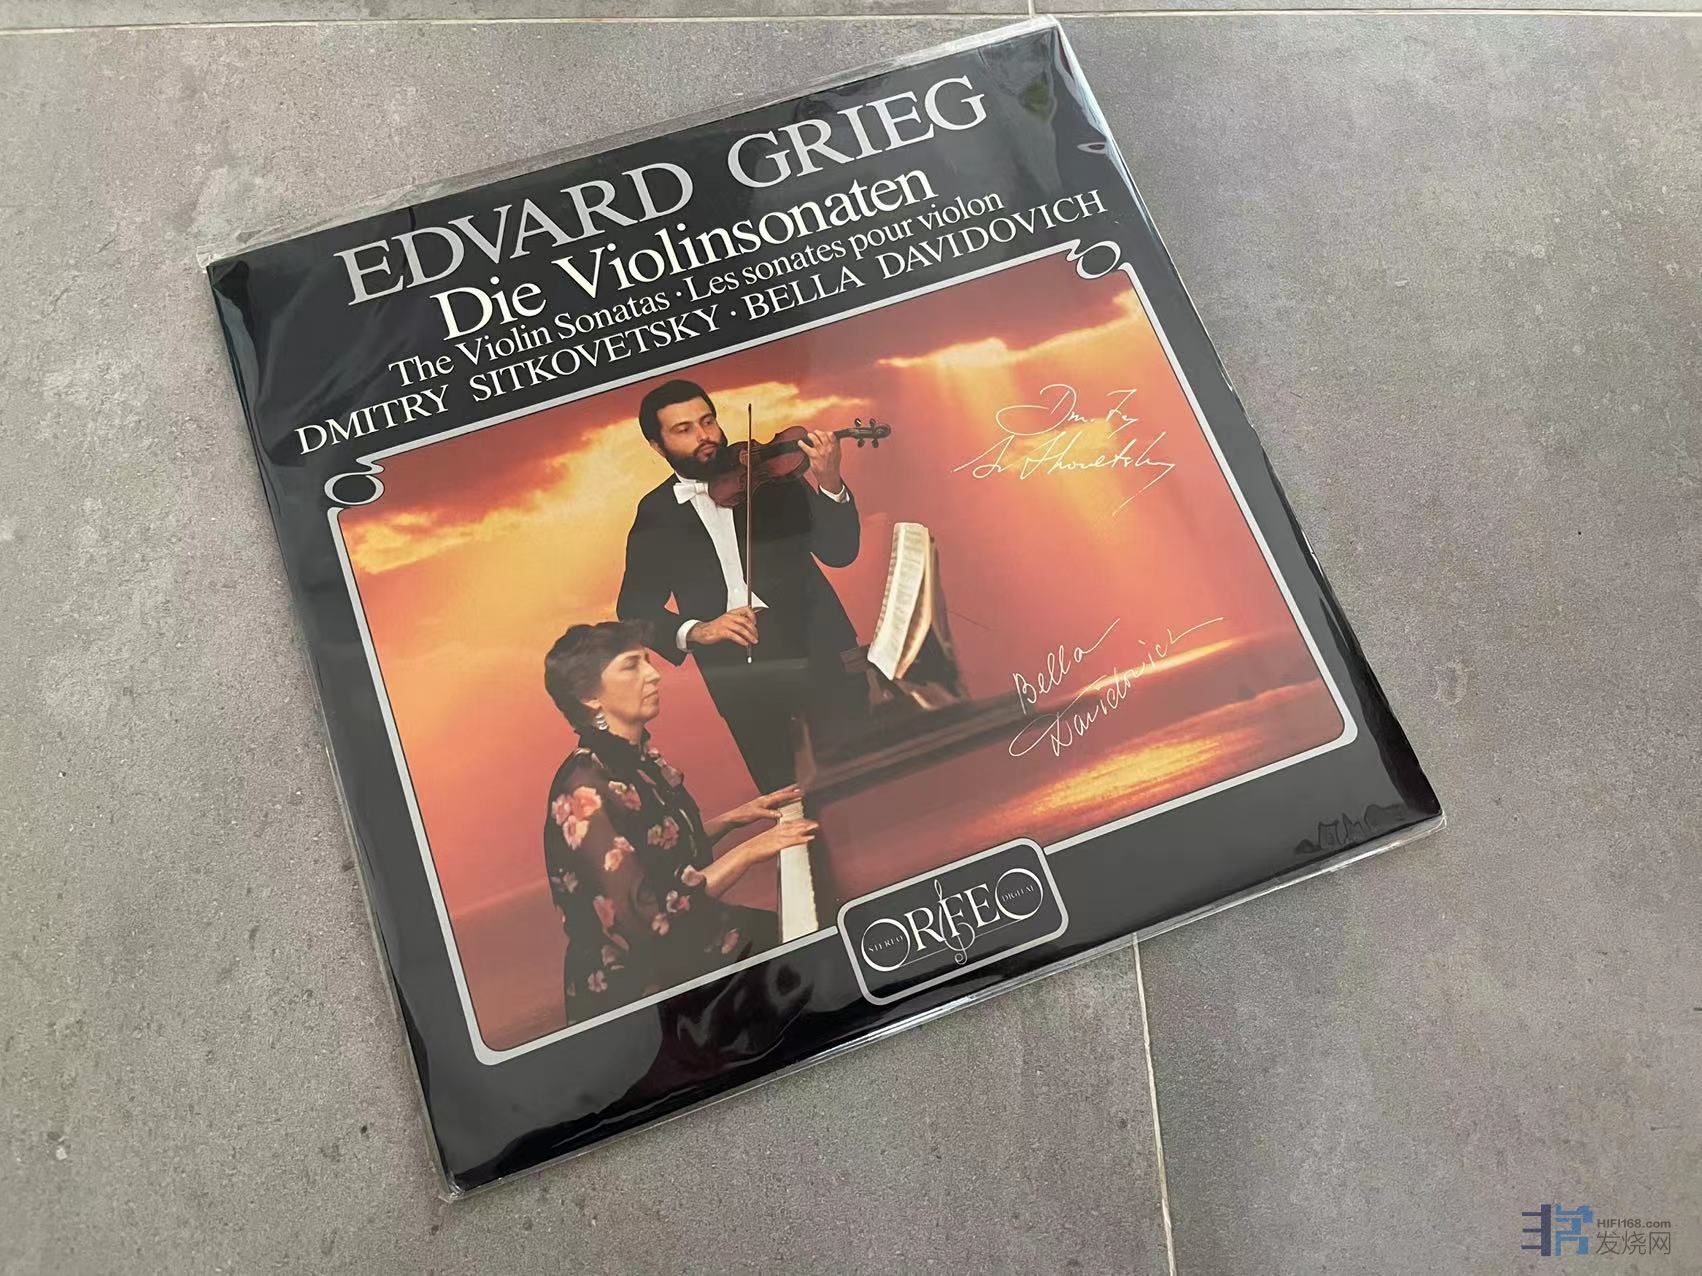 EDVARD GRIEG
Die Violinsonaten
The Violin Sonatas · Les sonates pour violon
DMITRY SITKOVETSKY · BELLA DAVIDOVICH
Bella
Davidovich
STEREO ORFEO DIGITAL
HIFI168.com
发烧网